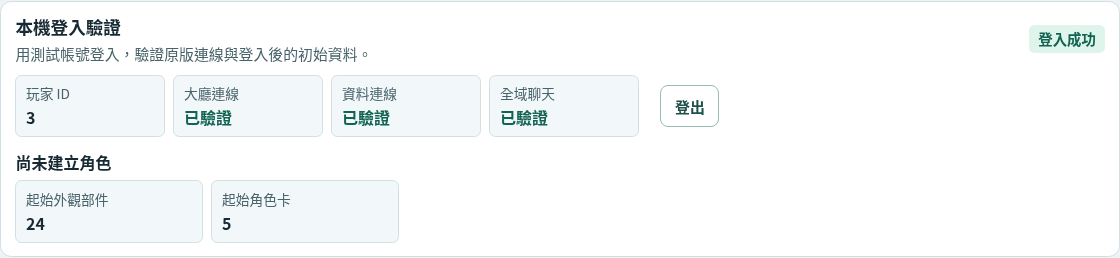 本機登入驗證
用測試帳號登入，驗證原版連線與登入後的初始資料。
登入成功
玩家 ID
3
大廳連線
已驗證
資料連線
已驗證
全域聊天
已驗證
登出
尚未建立角色
起始外觀部件
24
起始角色卡
5